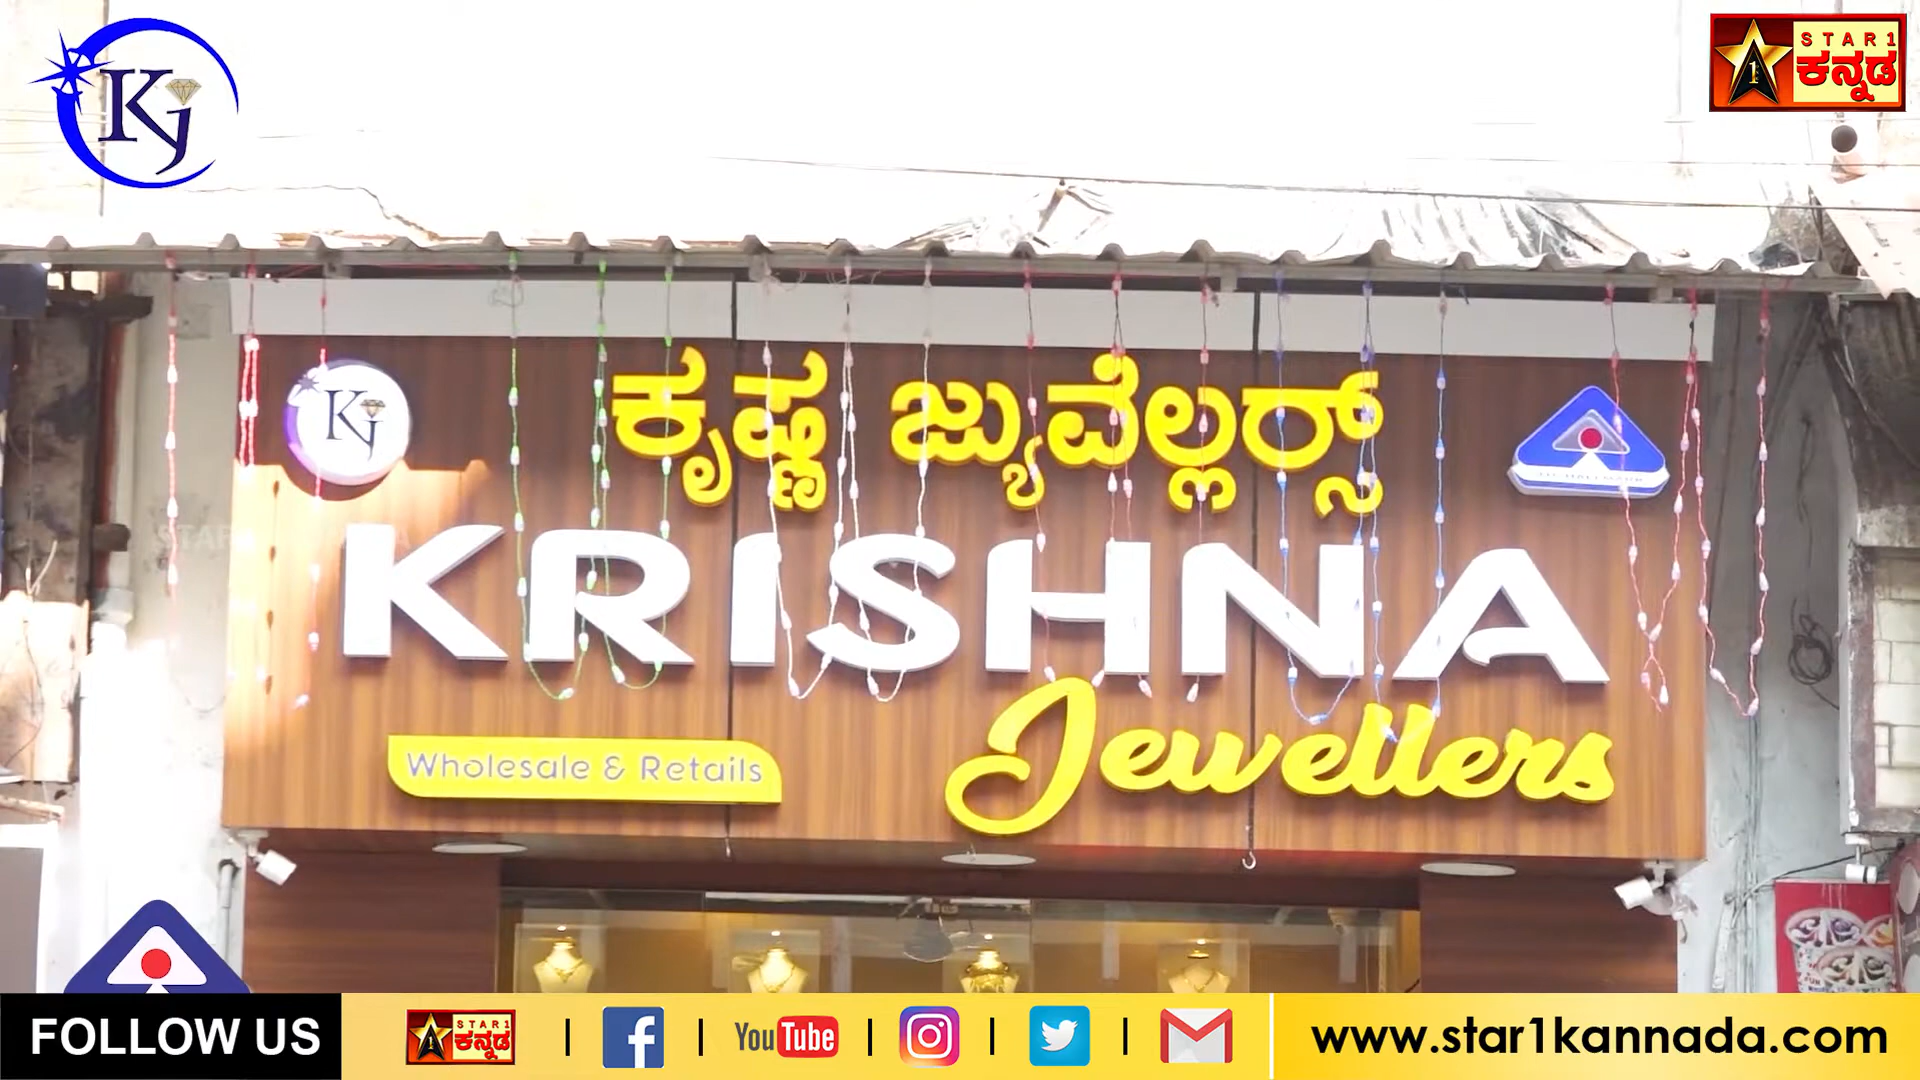 KJ
STAR1
ಕನ್ನಡ
ಕೃಷ್ಣ ಜ್ಯುವೆಲ್ಲರ್ಸ್
KJ
KRISHNA
Jewellers
Wholesale & Retails
FOLLOW US
STAR1
ಕನ್ನಡ
YouTube
www.star1kannada.com